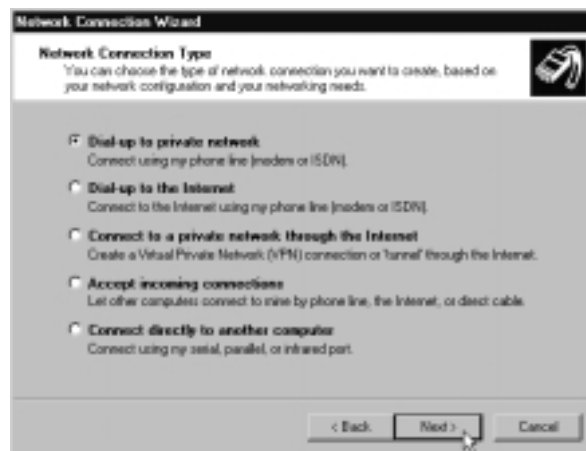 Network Connection Wizard
Network Connection Type
You can choose the type of network connection you want to create, based on
your network configuration and your networking needs.
Dial-up to private network
Connect using my phone line (modem or ISDN).
Dial-up to the Internet
Connect to the Internet using my phone line (modem or ISDN).
Connect to a private network through the Internet
Create a Virtual Private Network (VPN) connection or 'tunnel' through the Internet.
Accept incoming connections
Let other computers connect to mine by phone line, the Internet, or direct cable.
Connect directly to another computer
Connect using my serial, parallel, or infrared port.
< Back Next > Cancel